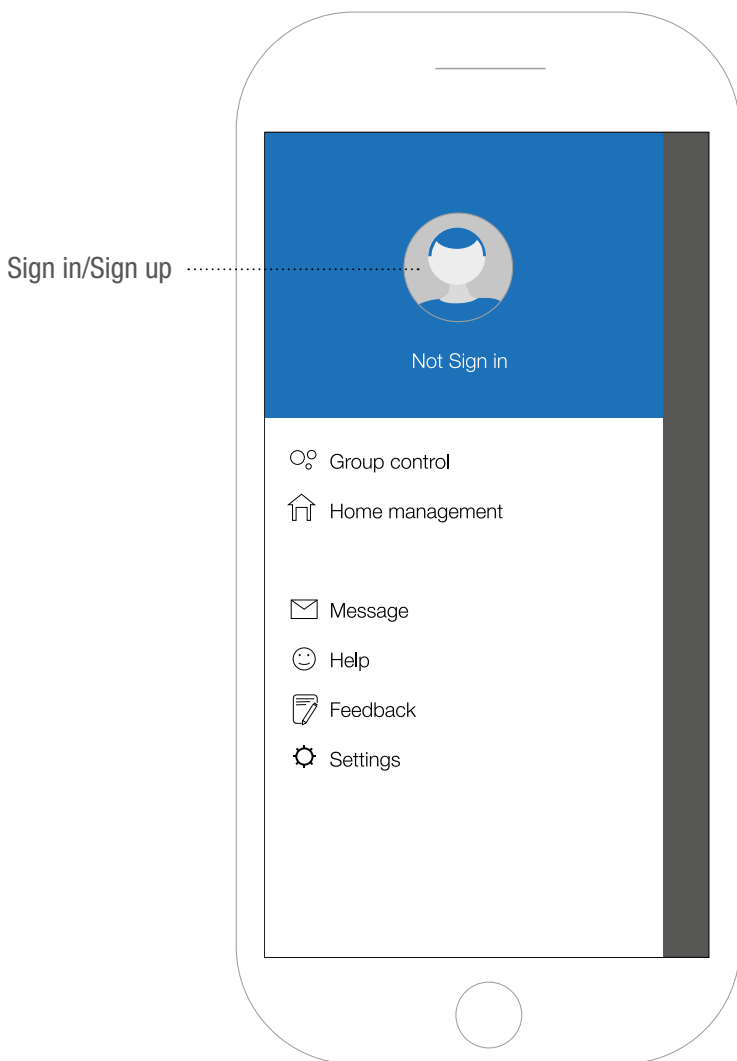 Sign in/Sign up
Not Sign in
Group control
Home management
Message
Help
Feedback
Settings